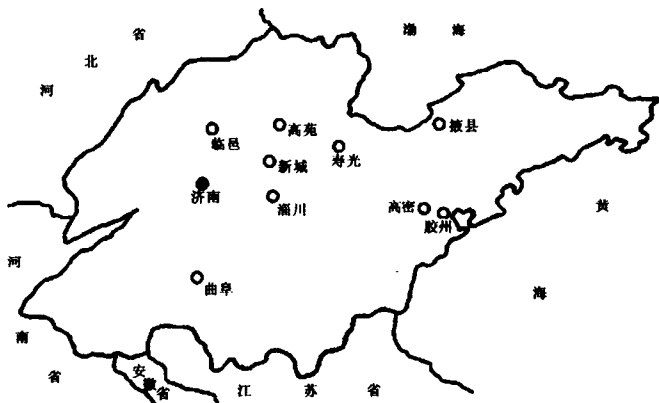 河北省
渤海
临邑
高苑
寿光
掖县
新城
济南
淄川
高密
胶州
黄海
曲阜
河南省
安徽省
江苏省